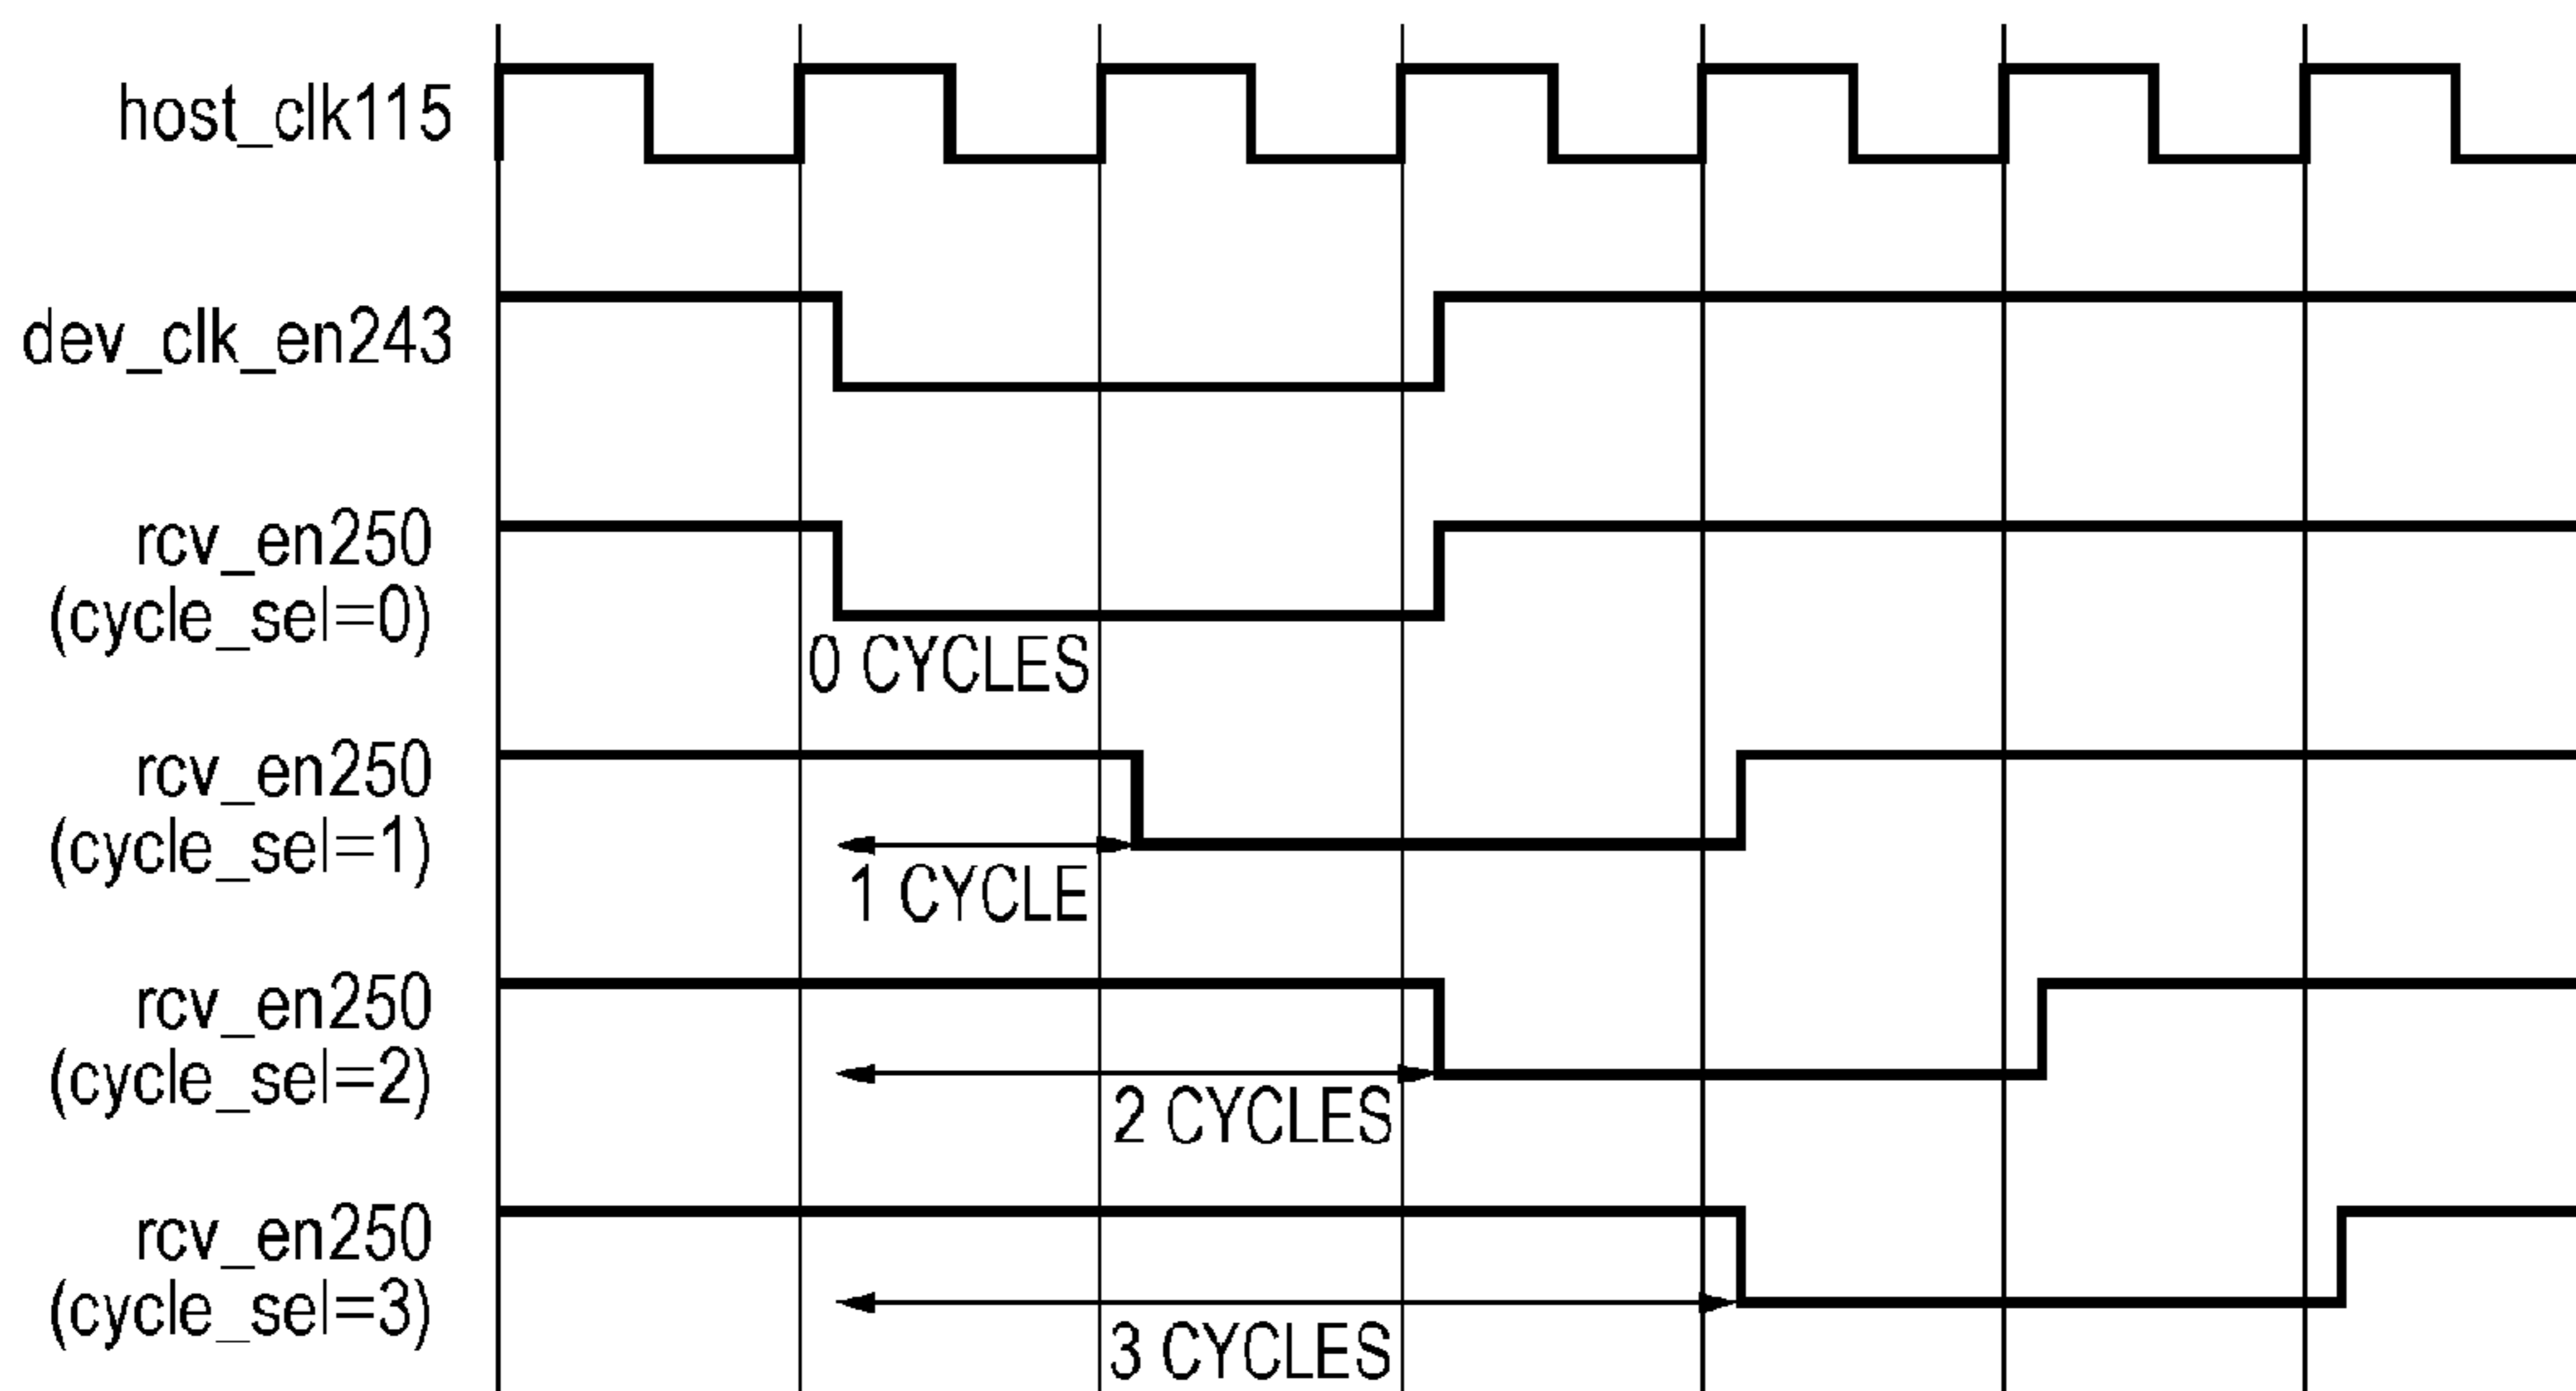 host_clk115
dev_clk_en243
rcv_en250
(cycle_sel=0)
0 CYCLES
rcv_en250
(cycle_sel=1)
1 CYCLE
rcv_en250
(cycle_sel=2)
2 CYCLES
rcv_en250
(cycle_sel=3)
3 CYCLES